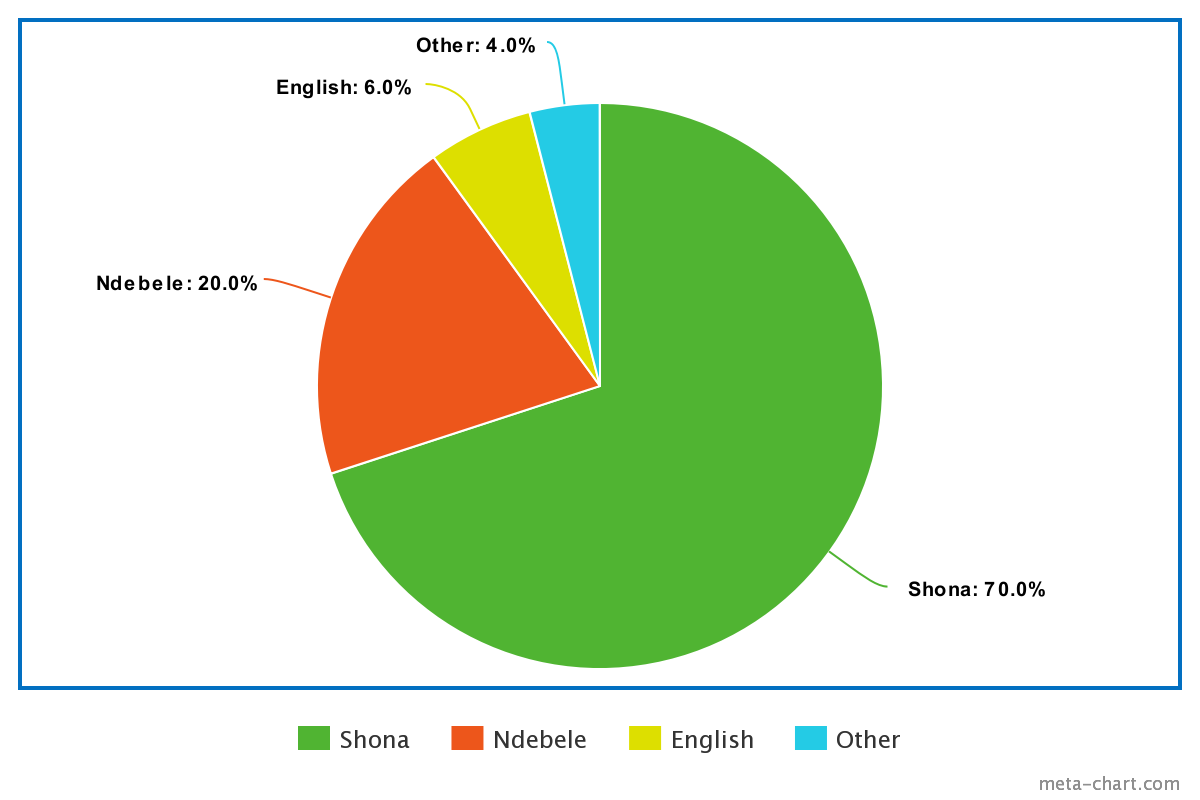 Other: 4.0%
English: 6.0%
Ndebele: 20.0%
Shona: 70.0%
Shona Ndebele English Other
meta-chart.com